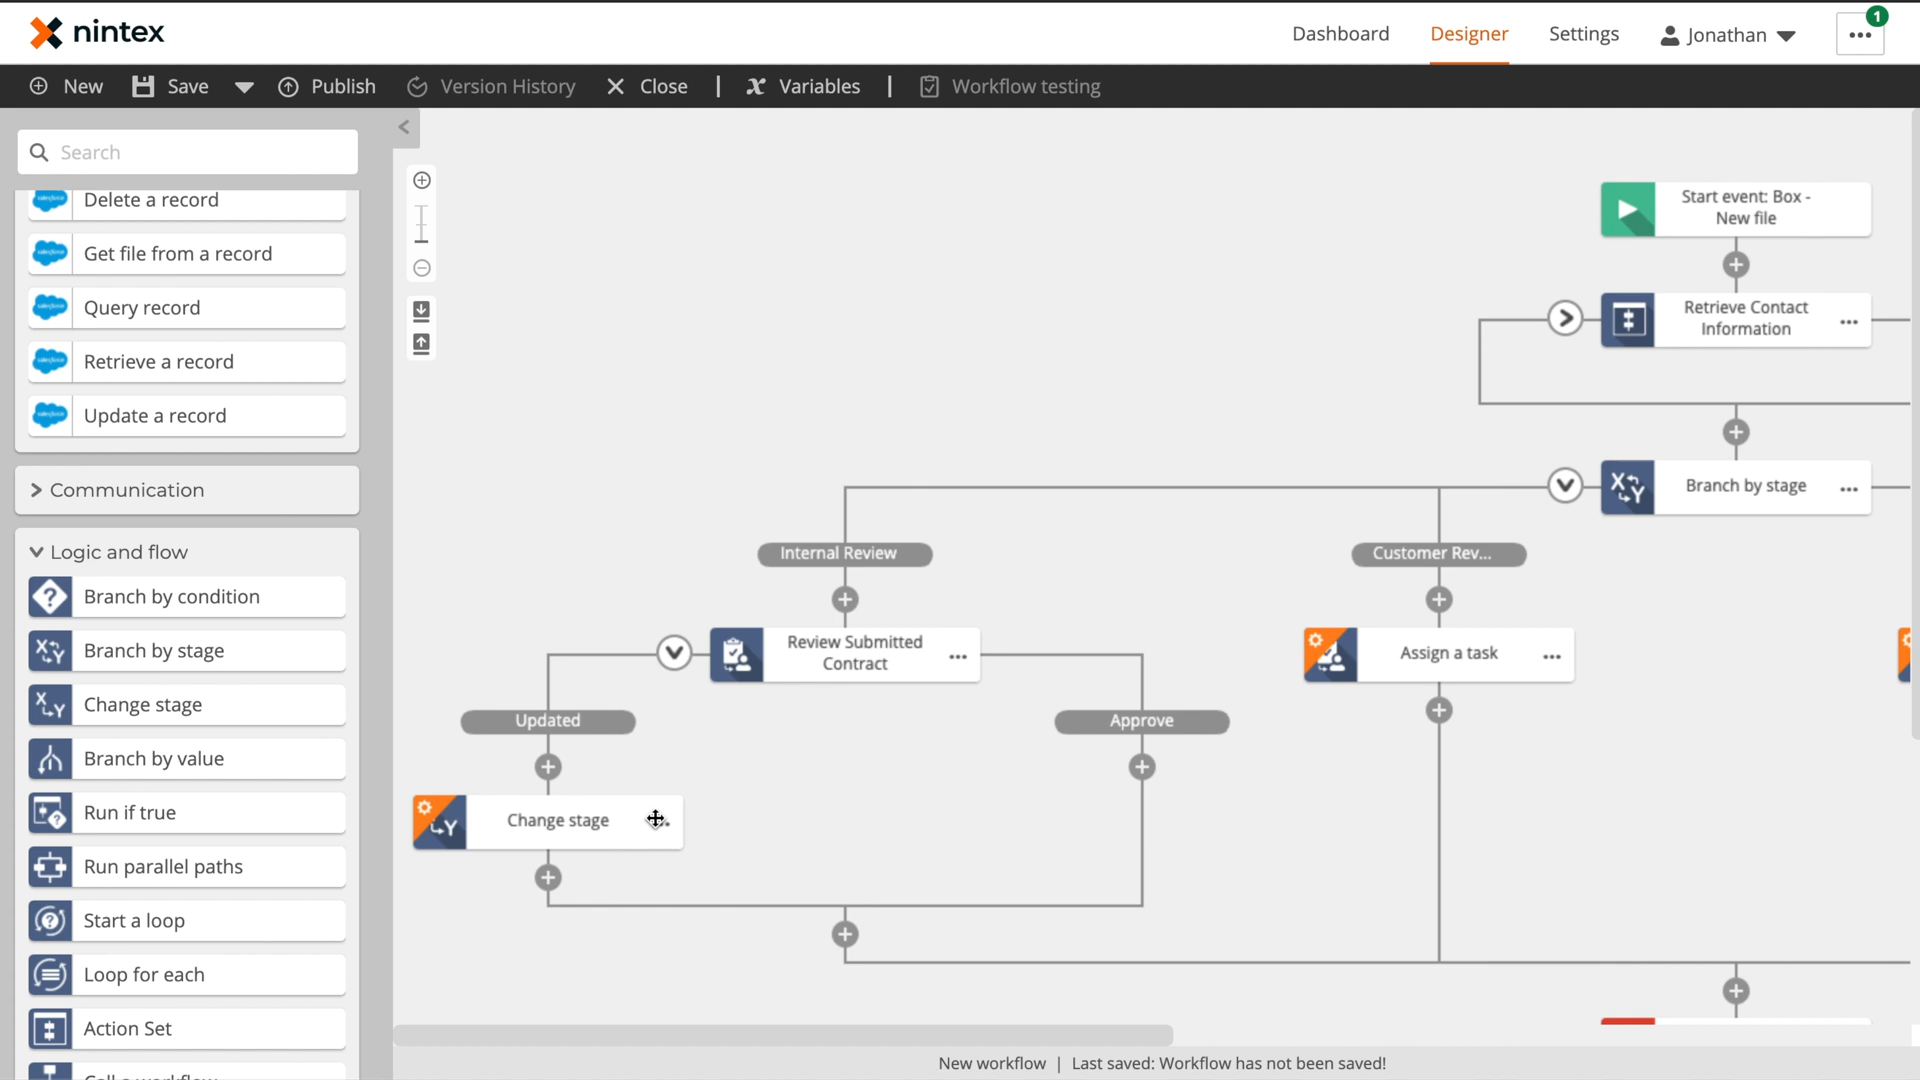 nintex
Dashboard
Designer
Settings
Jonathan
1
New
Save
Publish
Version History
Close
Variables
Workflow testing
Search
Delete a record
Get file from a record
Query record
Retrieve a record
Update a record
Communication
Logic and flow
Branch by condition
Branch by stage
Change stage
Branch by value
Run if true
Run parallel paths
Start a loop
Loop for each
Action Set
Start event: Box -
New file
Retrieve Contact
Information
Branch by stage
Internal Review
Customer Rev...
Review Submitted
Contract
Assign a task
Updated
Approve
Change stage
New workflow | Last saved: Workflow has not been saved!